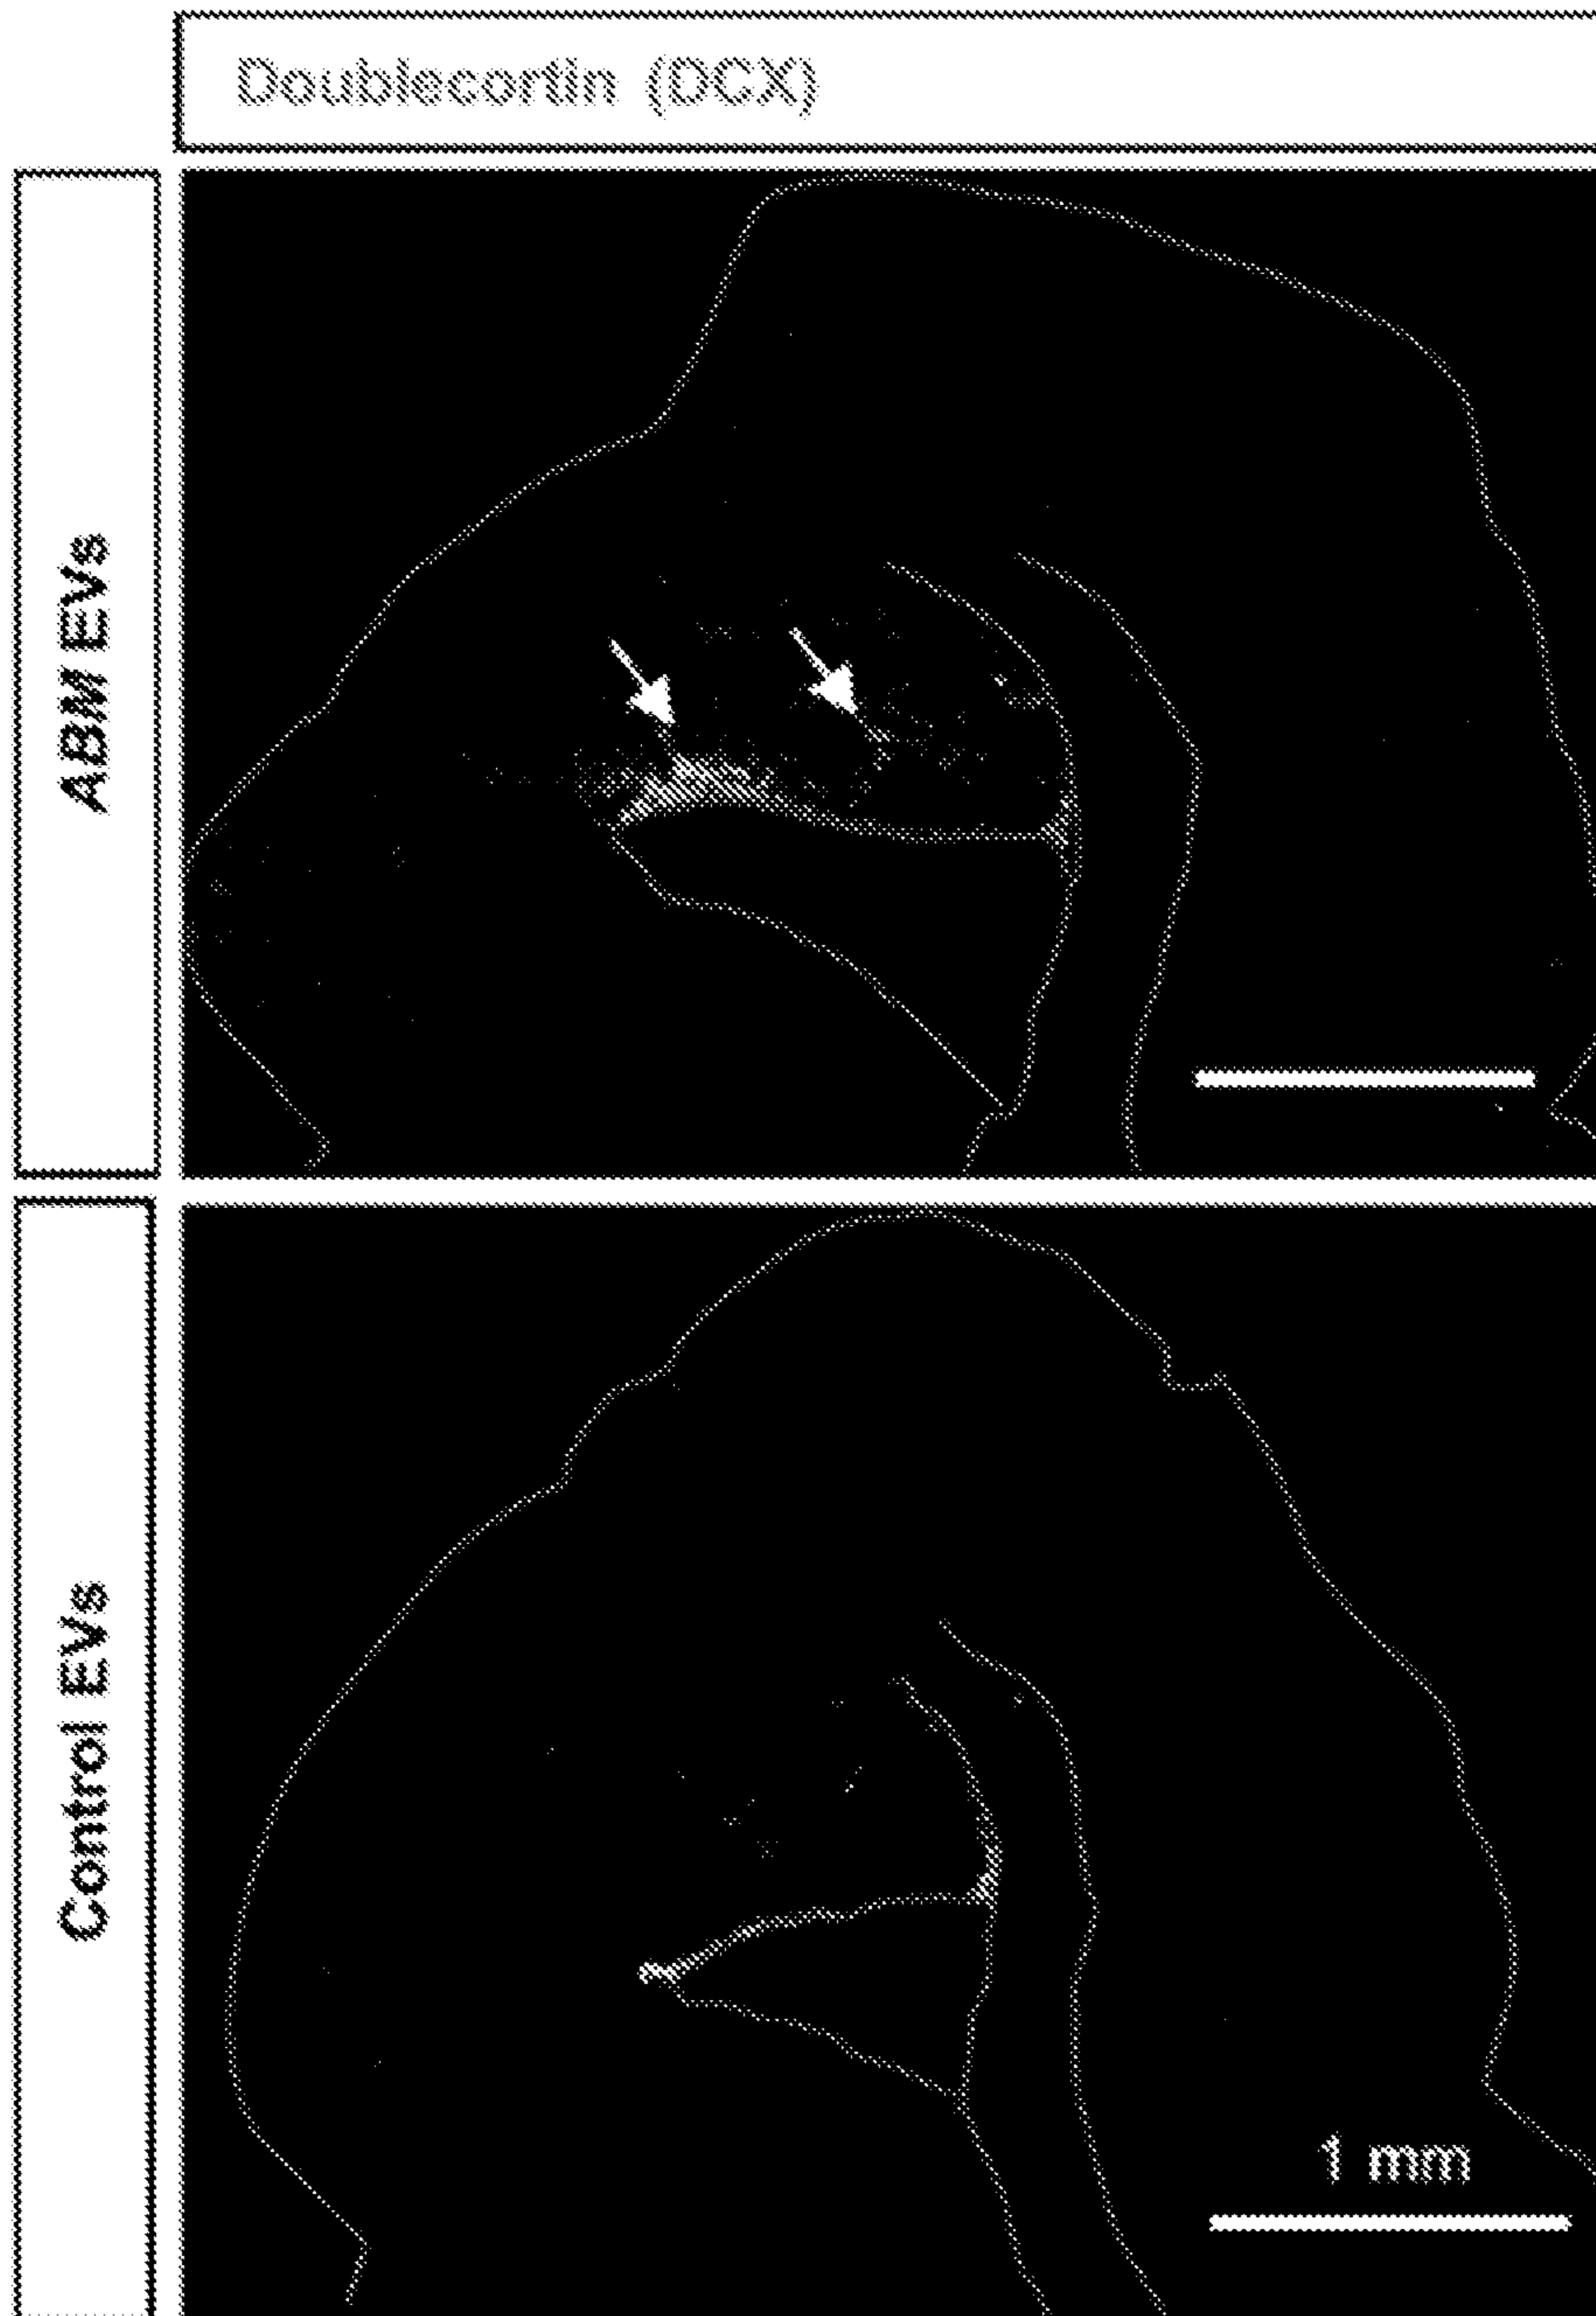 Doublecortin (DCX)
ABM EVs
Control EVs
1 mm